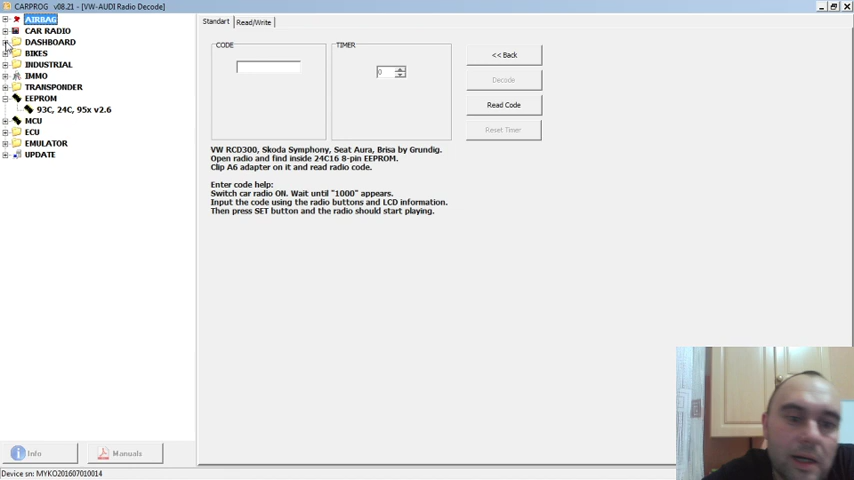 CARPROG v08.21 - [VW-AUDI Radio Decode]
AIRBAG
CAR RADIO
DASHBOARD
BIKES
INDUSTRIAL
IMMO
TRANSPONDER
EEPROM
93C, 24C, 95x v2.6
MCU
ECU
EMULATOR
UPDATE
Info
Manuals
Standart
Read/Write
CODE
TIMER
0
<< Back
Decode
Read Code
Reset Timer
VW RCD300, Skoda Symphony, Seat Aura, Brisa by Grundig.
Open radio and find inside 24C16 8-pin EEPROM.
Clip A6 adapter on it and read radio code.
Enter code help:
Switch car radio ON. Wait until "1000" appears.
Input the code using the radio buttons and LCD information.
Then press SET button and the radio should start playing.
Device sn: MYKO201607010014